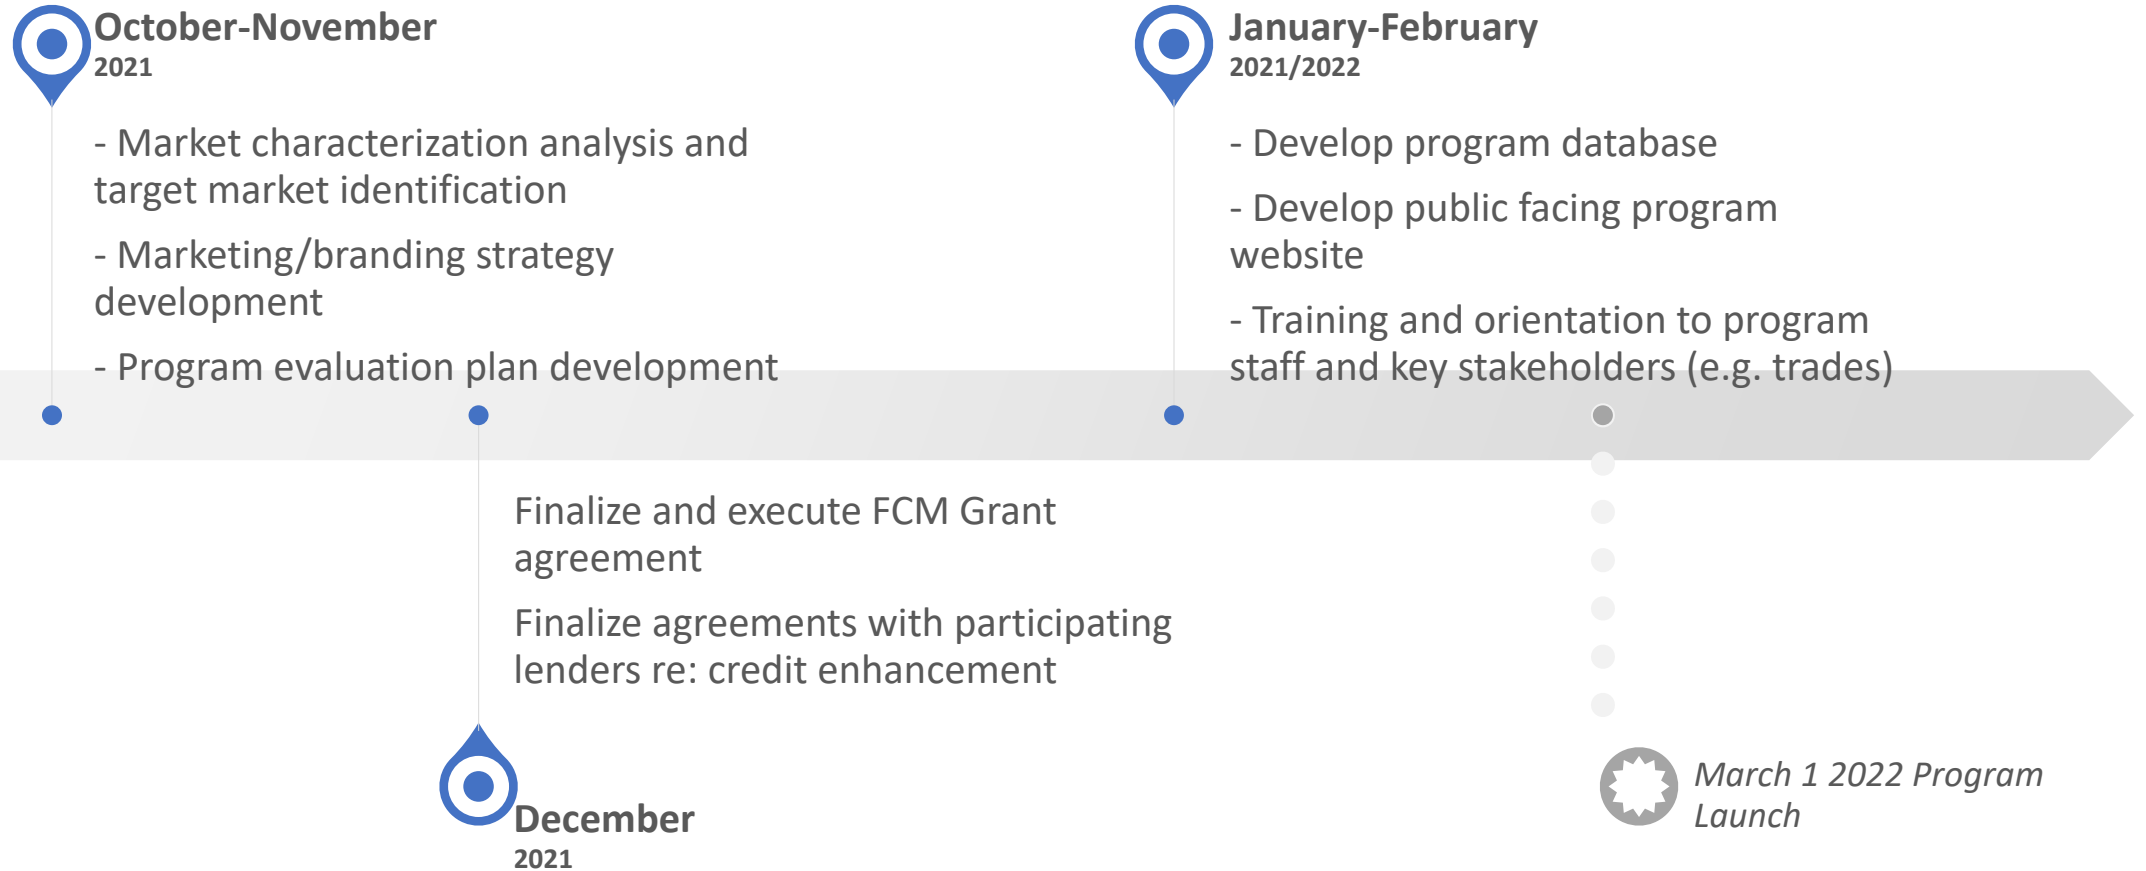 October-November
2021
- Market characterization analysis and
target market identification
- Marketing/branding strategy
development
- Program evaluation plan development
Finalize and execute FCM Grant
agreement
Finalize agreements with participating
lenders re: credit enhancement
December
2021
January-February
2021/2022
- Develop program database
- Develop public facing program
website
- Training and orientation to program
staff and key stakeholders (e.g. trades)
March 1 2022 Program
Launch